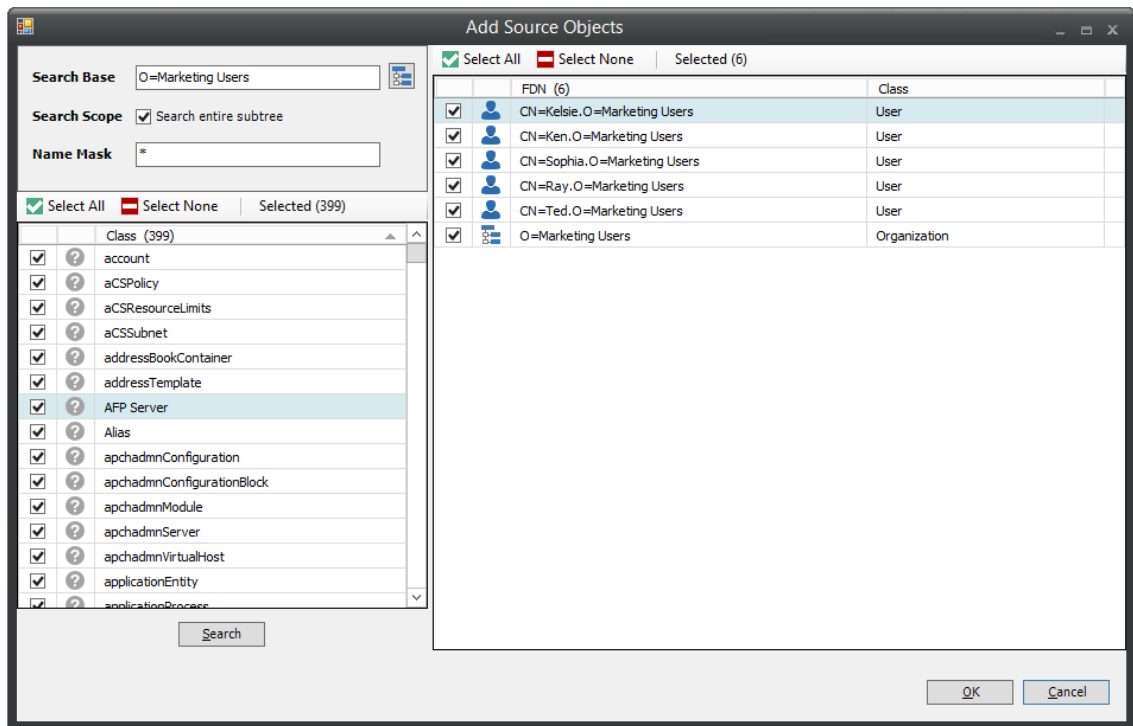 Add Source Objects
Search Base O=Marketing Users
Search Scope Search entire subtree
Name Mask *
Select All Select None Selected (399)
Class (399)
account
aCSPolicy
aCSResourceLimits
aCSSubnet
addressBookContainer
addressTemplate
AFP Server
Alias
apchadmnConfiguration
apchadmnConfigurationBlock
apchadmnModule
apchadmnServer
apchadmnVirtualHost
applicationEntity
applicationProcess
Search
Select All Select None Selected (6)
FDN (6) Class
CN=Kelsie.O=Marketing Users User
CN=Ken.O=Marketing Users User
CN=Sophia.O=Marketing Users User
CN=Ray.O=Marketing Users User
CN=Ted.O=Marketing Users User
O=Marketing Users Organization
OK Cancel